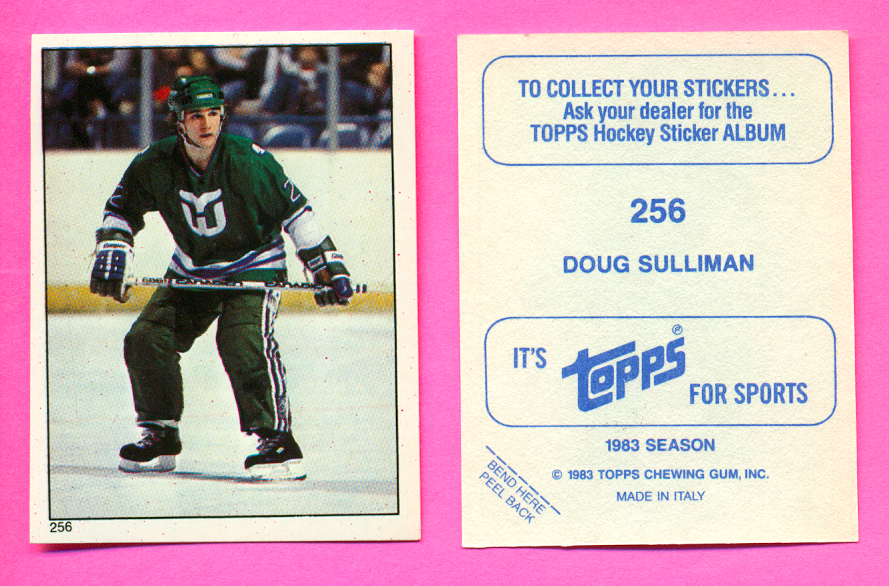 256
TO COLLECT YOUR STICKERS...
Ask your dealer for the
TOPPS Hockey Sticker ALBUM
256
DOUG SULLIMAN
IT'S
topps®
FOR SPORTS
1983 SEASON
© 1983 TOPPS CHEWING GUM, INC.
MADE IN ITALY
BEND HERE
PEEL BACK